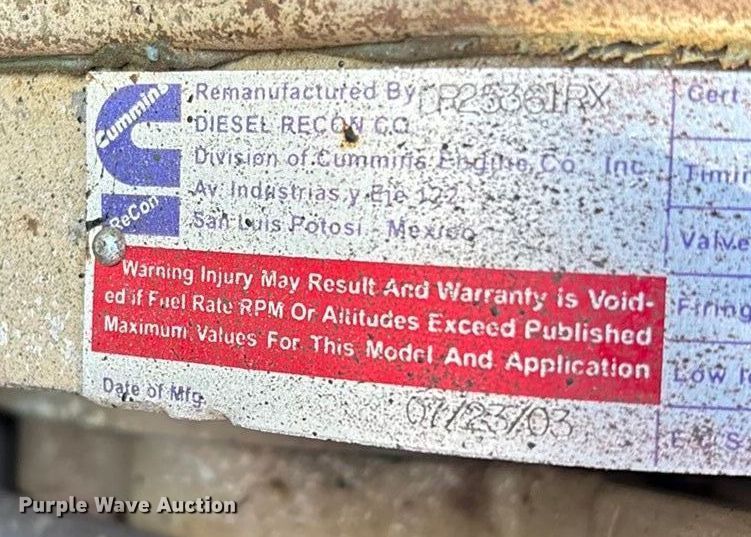 Cummins
ReCon
Remanufactured By DR25361RX
DIESEL RECON CO
Division of Cummins Engine Co., Inc.
Av. Industrias y Eje 122
San Luis Potosi - Mexico
Warning Injury May Result And Warranty is Void-
ed if Fuel Rate RPM Or Altitudes Exceed Published
Maximum Values For This Model And Application
Date of Mfg. 07/23/03
Cert.
Timi
Valve
Firing
Low I
Purple Wave Auction